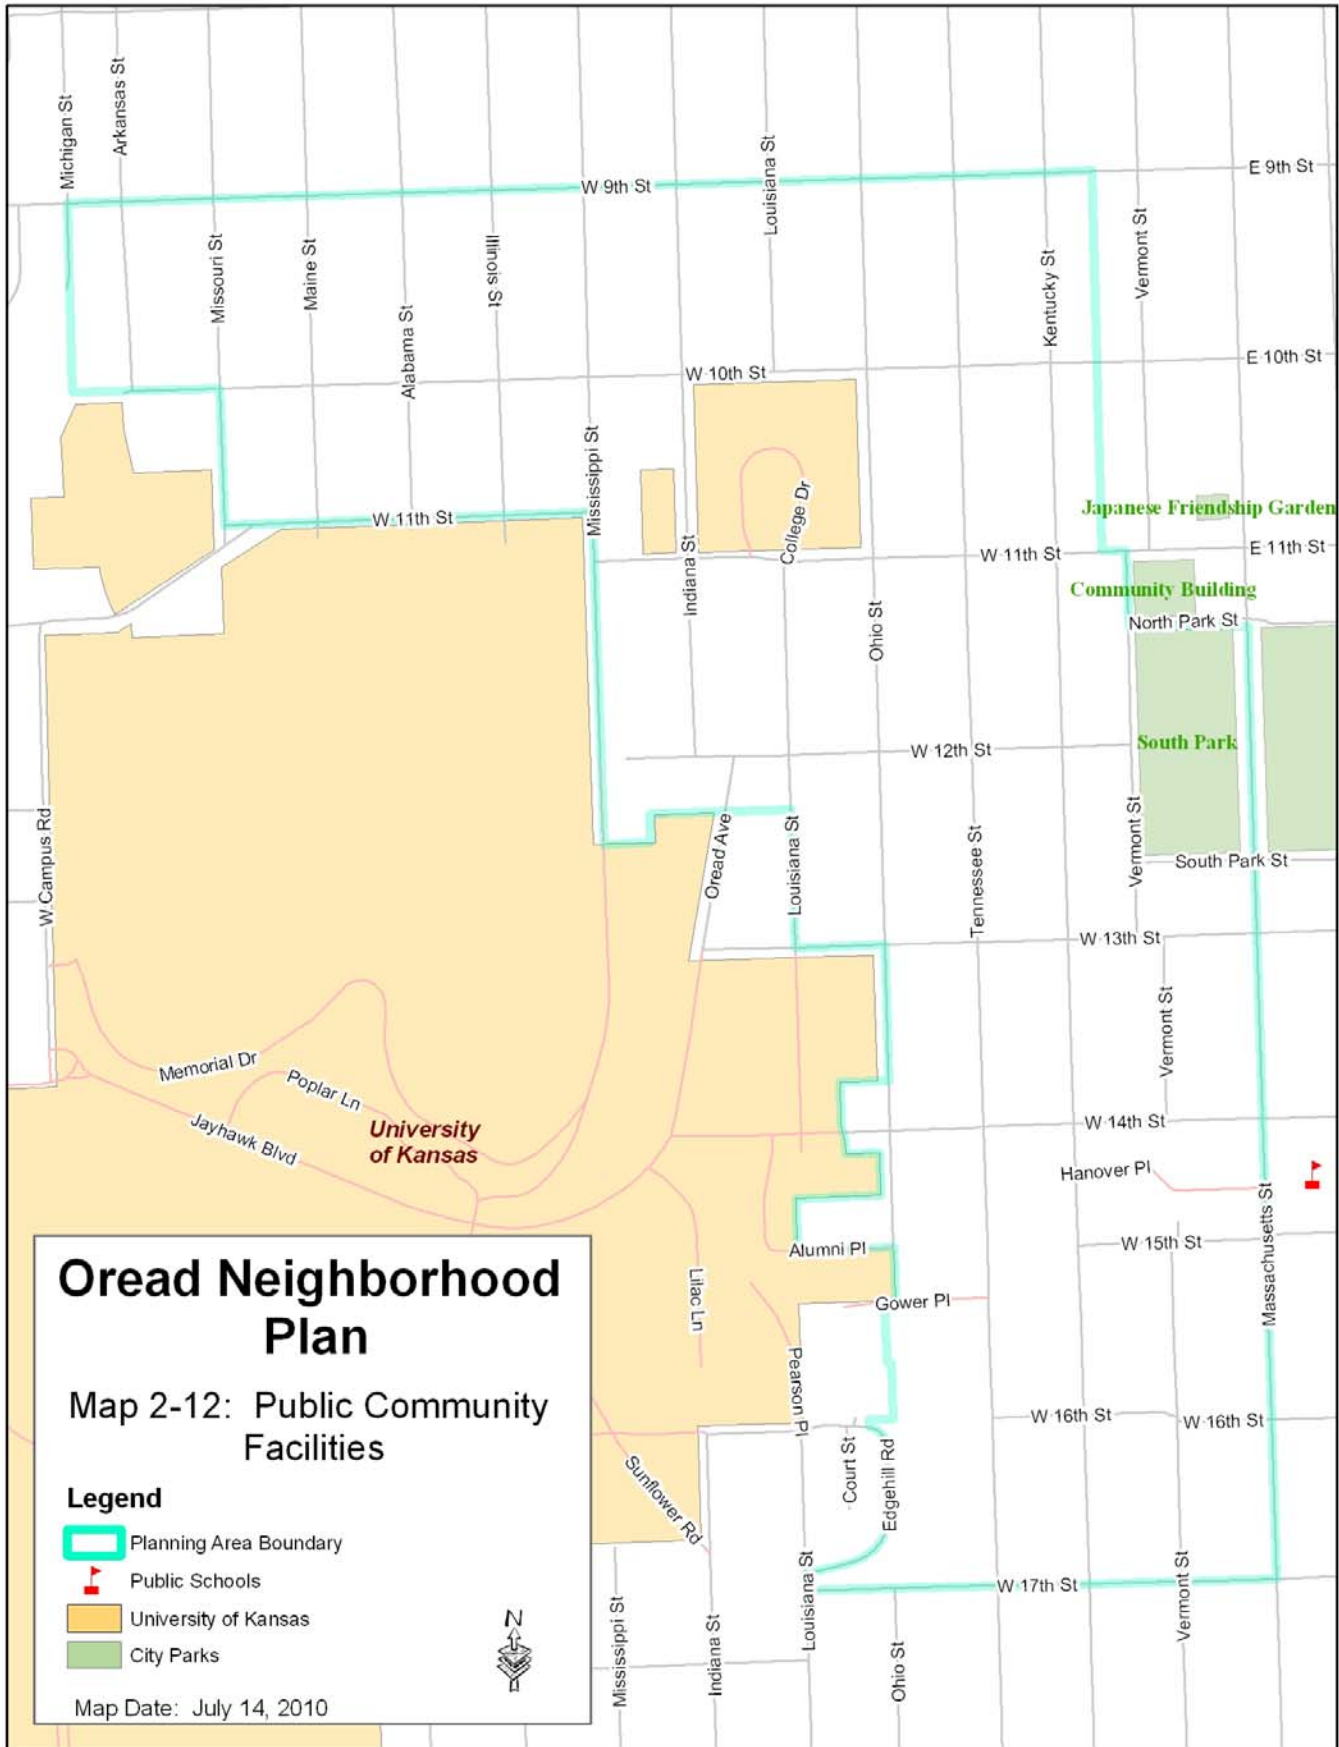 Michigan St
Arkansas St
Louisiana St
E 9th St
W 9th St
Missouri St
Maine St
Illinois St
Alabama St
Kentucky St
Vermont St
E 10th St
W 10th St
Mississippi St
College Dr
Japanese Friendship Garden
W 11th St
Indiana St
W 11th St
E 11th St
Community Building
Ohio St
North Park St
South Park
W 12th St
W Campus Rd
Oread Ave
Louisiana St
Tennessee St
Vermont St
South Park St
W 13th St
Vermont St
Memorial Dr
Poplar Ln
Jayhawk Blvd
University
of Kansas
W 14th St
Hanover Pl
Massachusetts St
W 15th St
Alumni Pl
Lilac Ln
Gower Pl
Pearson Pl
W 16th St
W 16th St
Court St
Edgehill Rd
Sunflower Rd
Louisiana St
W 17th St
Vermont St
Mississippi St
Indiana St
Ohio St
Oread Neighborhood
Plan
Map 2-12: Public Community
Facilities
Legend
Planning Area Boundary
Public Schools
University of Kansas
City Parks
N
Map Date: July 14, 2010